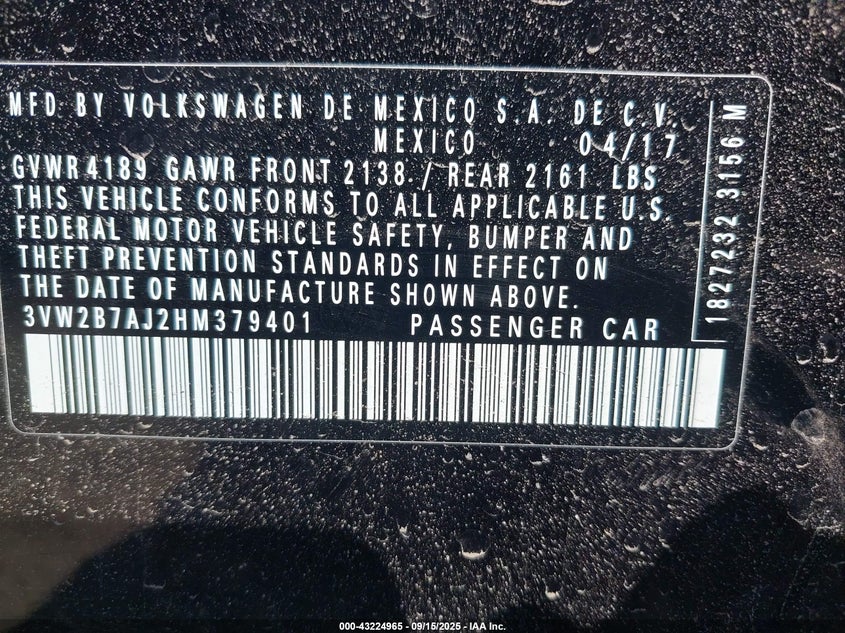 MFD BY VOLKSWAGEN DE MEXICO S.A. DE C.V.
MEXICO 04/17
GVWR 4189 GAWR FRONT 2138 / REAR 2161 LBS
THIS VEHICLE CONFORMS TO ALL APPLICABLE U.S.
FEDERAL MOTOR VEHICLE SAFETY, BUMPER AND
THEFT PREVENTION STANDARDS IN EFFECT ON
THE DATE OF MANUFACTURE SHOWN ABOVE.
3VW2B7AJ2HM379401 PASSENGER CAR
1827232 3156 M
000-43224965 - 09/15/2025 - © IAA Inc.